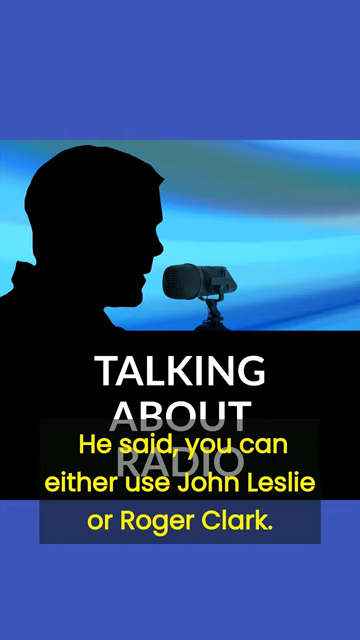 TALKING
ABOUT
RADIO
He said, you can
either use John Leslie
or Roger Clark.